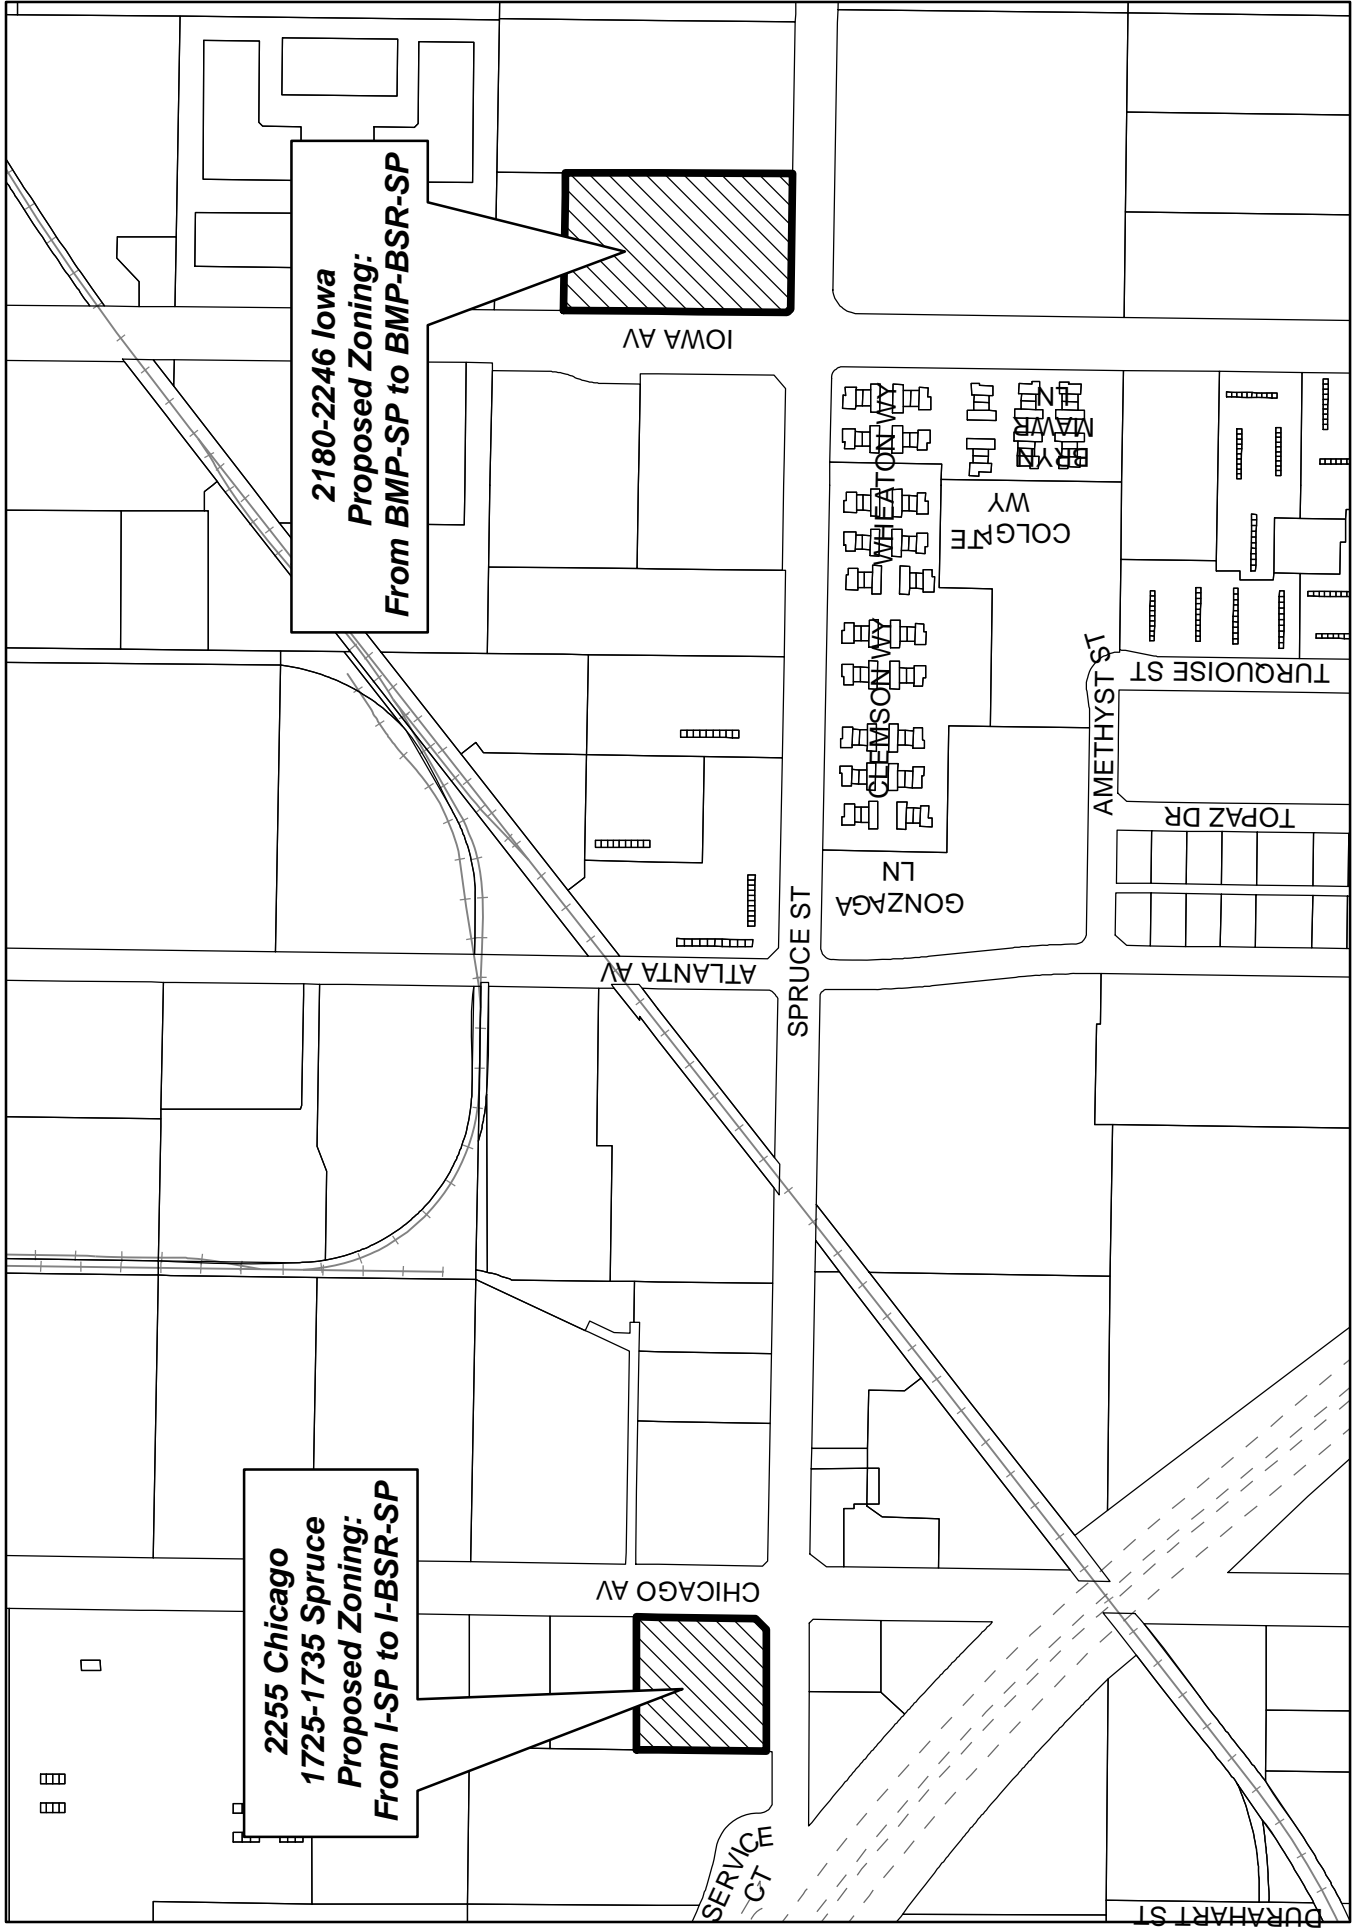 2180-2246 Iowa
Proposed Zoning:
From BMP-SP to BMP-BSR-SP
IOWA AV
WHEATON WY
BRYN
MAWR
LN
COLGATE
WY
CLEMSON WY
AMETHYST ST
TURQUOISE ST
TOPAZ DR
GONZAGA
LN
SPRUCE ST
ATLANTA AV
2255 Chicago
1725-1735 Spruce
Proposed Zoning:
From I-SP to I-BSR-SP
CHICAGO AV
SERVICE
CT
DURAHART ST